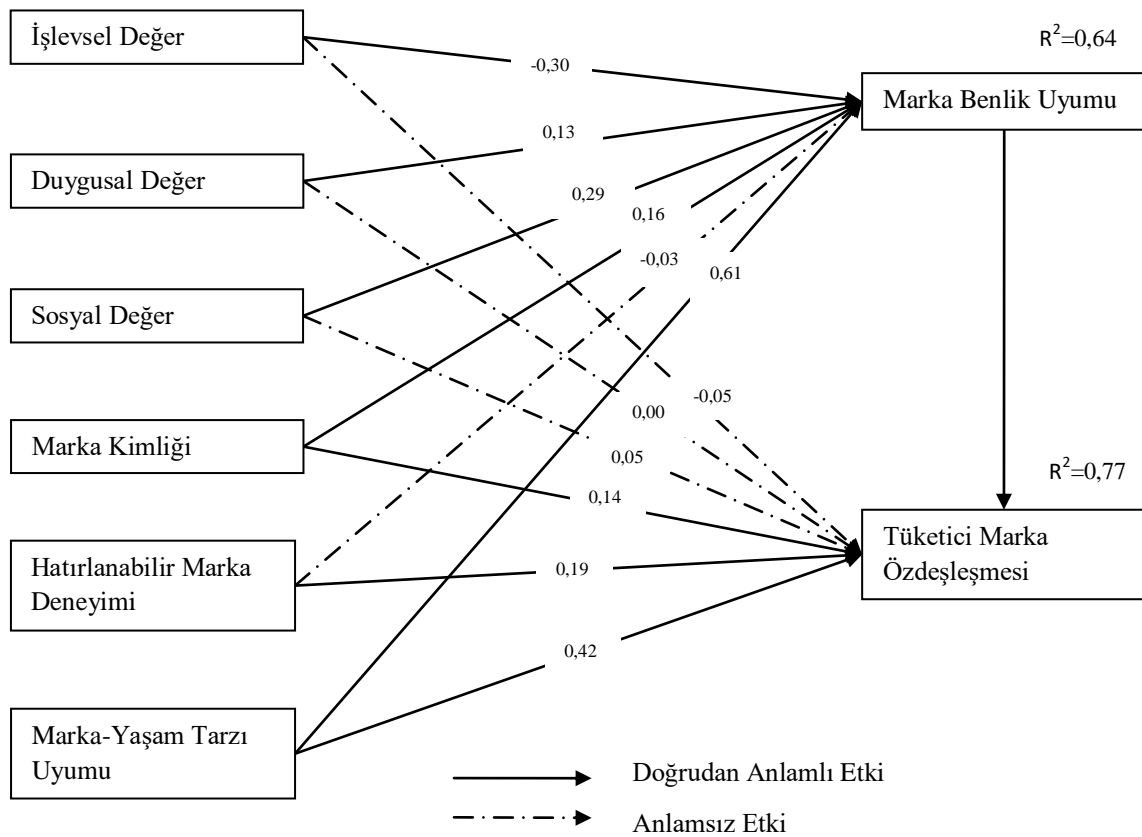 İşlevsel Değer
R²=0,64
-0,30
Marka Benlik Uyumu
0,13
Duygusal Değer
0,29
0,16
-0,03
0,61
Sosyal Değer
-0,05
0,00
Marka Kimliği
0,05
R²=0,77
0,14
Tüketici Marka
Özdeşleşmesi
Hatırlanabilir Marka
Deneyimi
0,19
0,42
Marka-Yaşam Tarzı
Uyumu
Doğrudan Anlamlı Etki
Anlamsız Etki